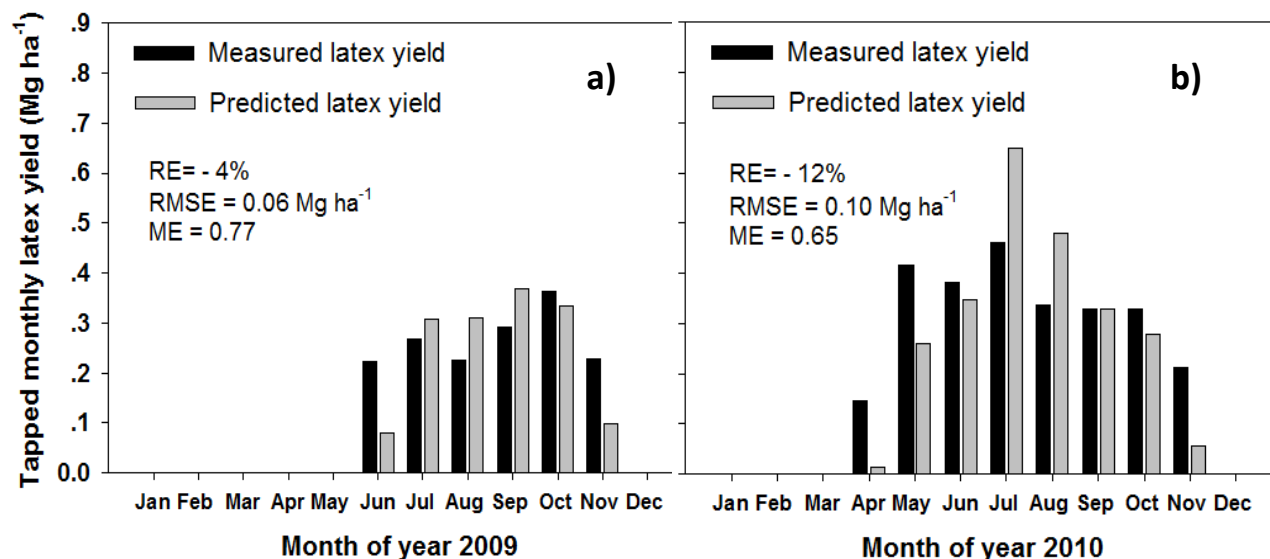 Tapped monthly latex yield (Mg ha⁻¹)
.9
.8
.7
.6
.5
.4
.3
.2
.1
0.0
Measured latex yield
Predicted latex yield
a)
RE= - 4%
RMSE = 0.06 Mg ha⁻¹
ME = 0.77
Jan Feb Mar Apr May Jun Jul Aug Sep Oct Nov Dec
Month of year 2009
Measured latex yield
Predicted latex yield
b)
RE= - 12%
RMSE = 0.10 Mg ha⁻¹
ME = 0.65
Jan Feb Mar Apr May Jun Jul Aug Sep Oct Nov Dec
Month of year 2010